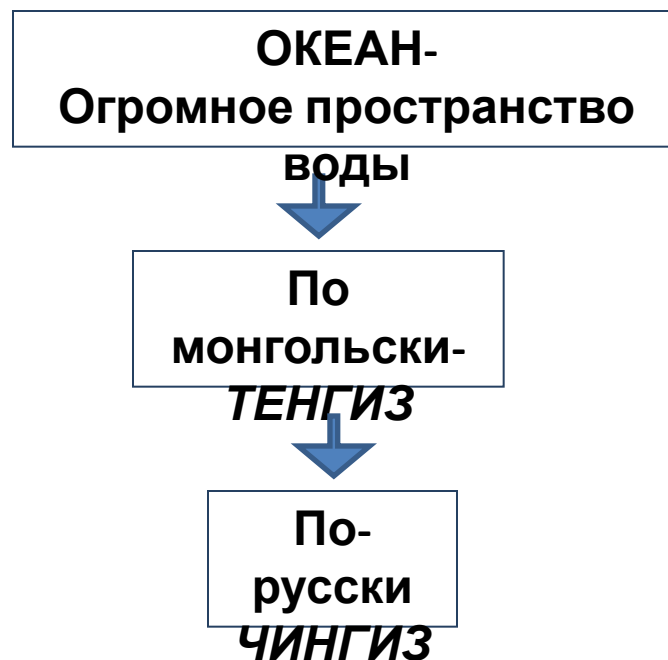 ОКЕАН-
Огромное пространство
воды
По
монгольски-
ТЕНГИЗ
По-
русски
ЧИНГИЗ